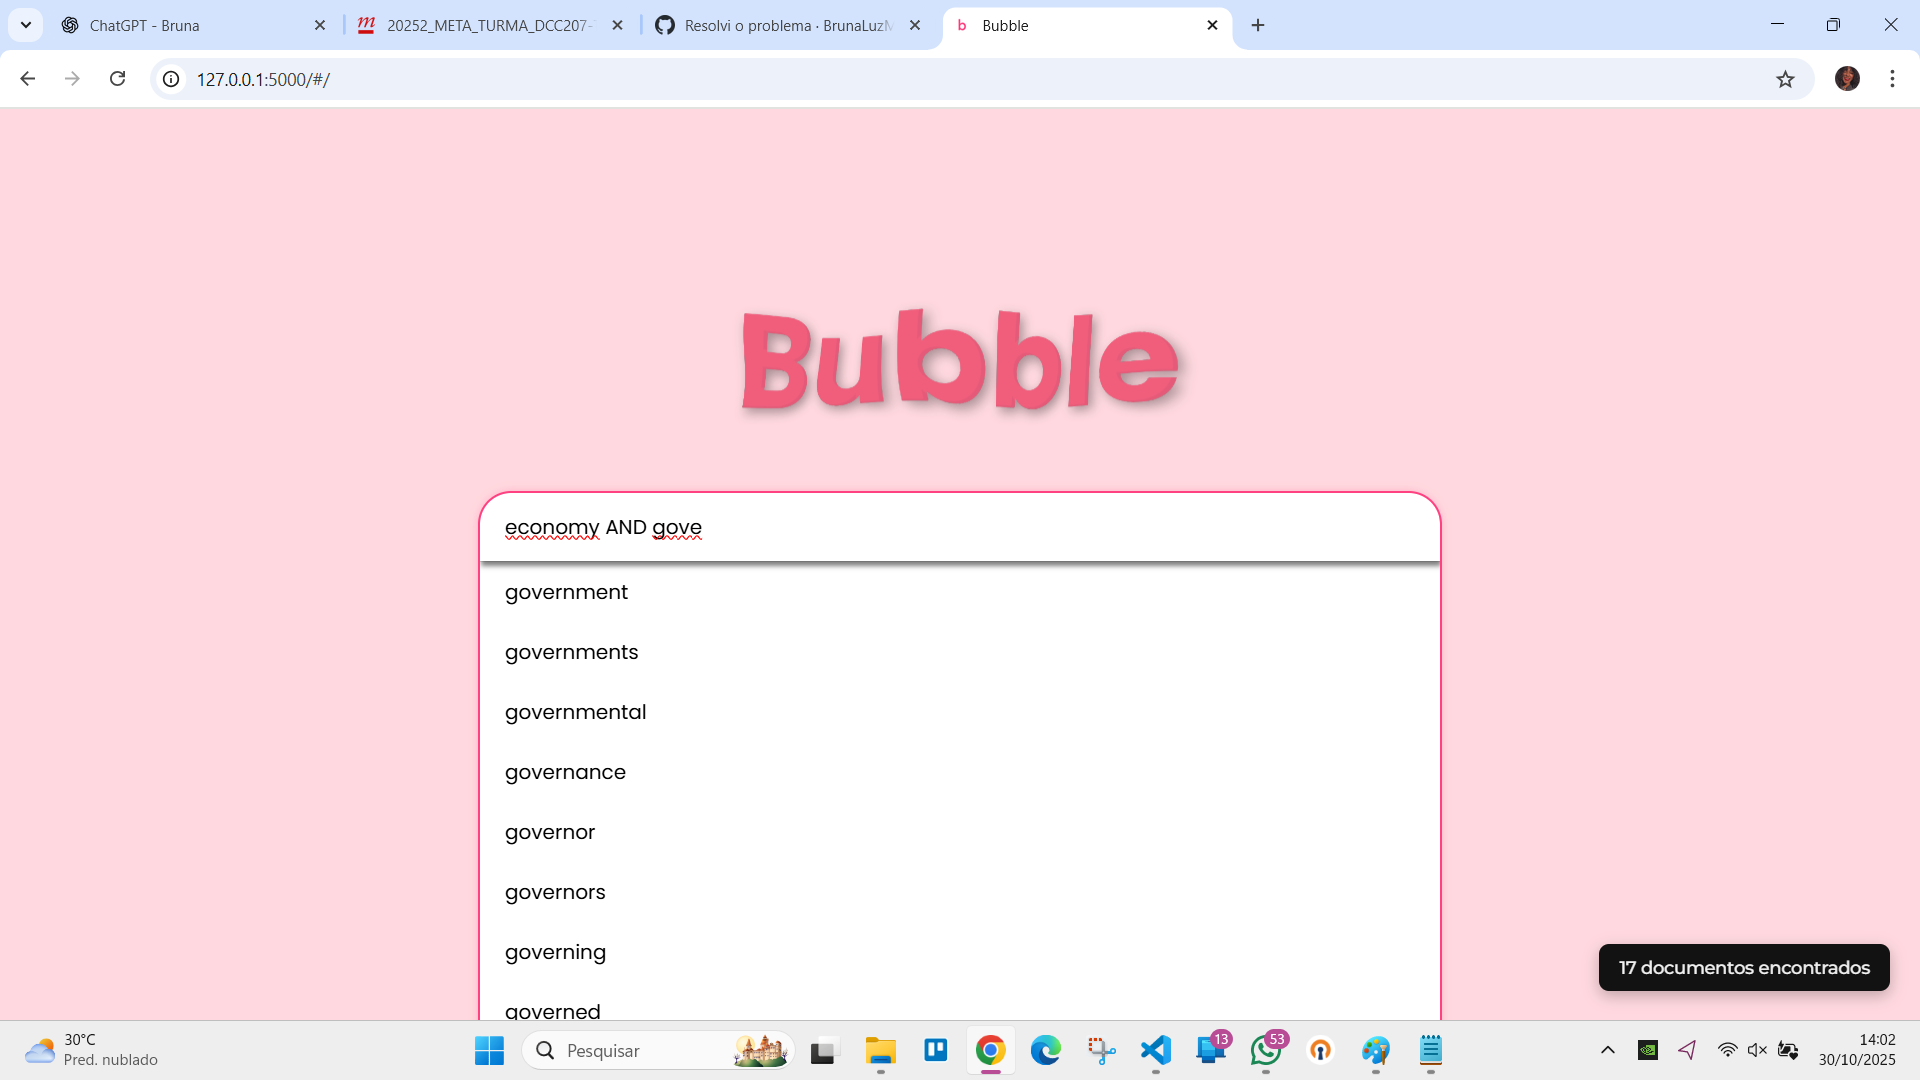 ChatGPT - Bruna
20252_META_TURMA_DCC207-
Resolvi o problema · BrunaLuzM
b Bubble
127.0.0.1:5000/#/
Bubble
economy AND gove
government
governments
governmental
governance
governor
governors
governing
governed
17 documentos encontrados
30°C
Pred. nublado
Pesquisar
13
53
14:02
30/10/2025